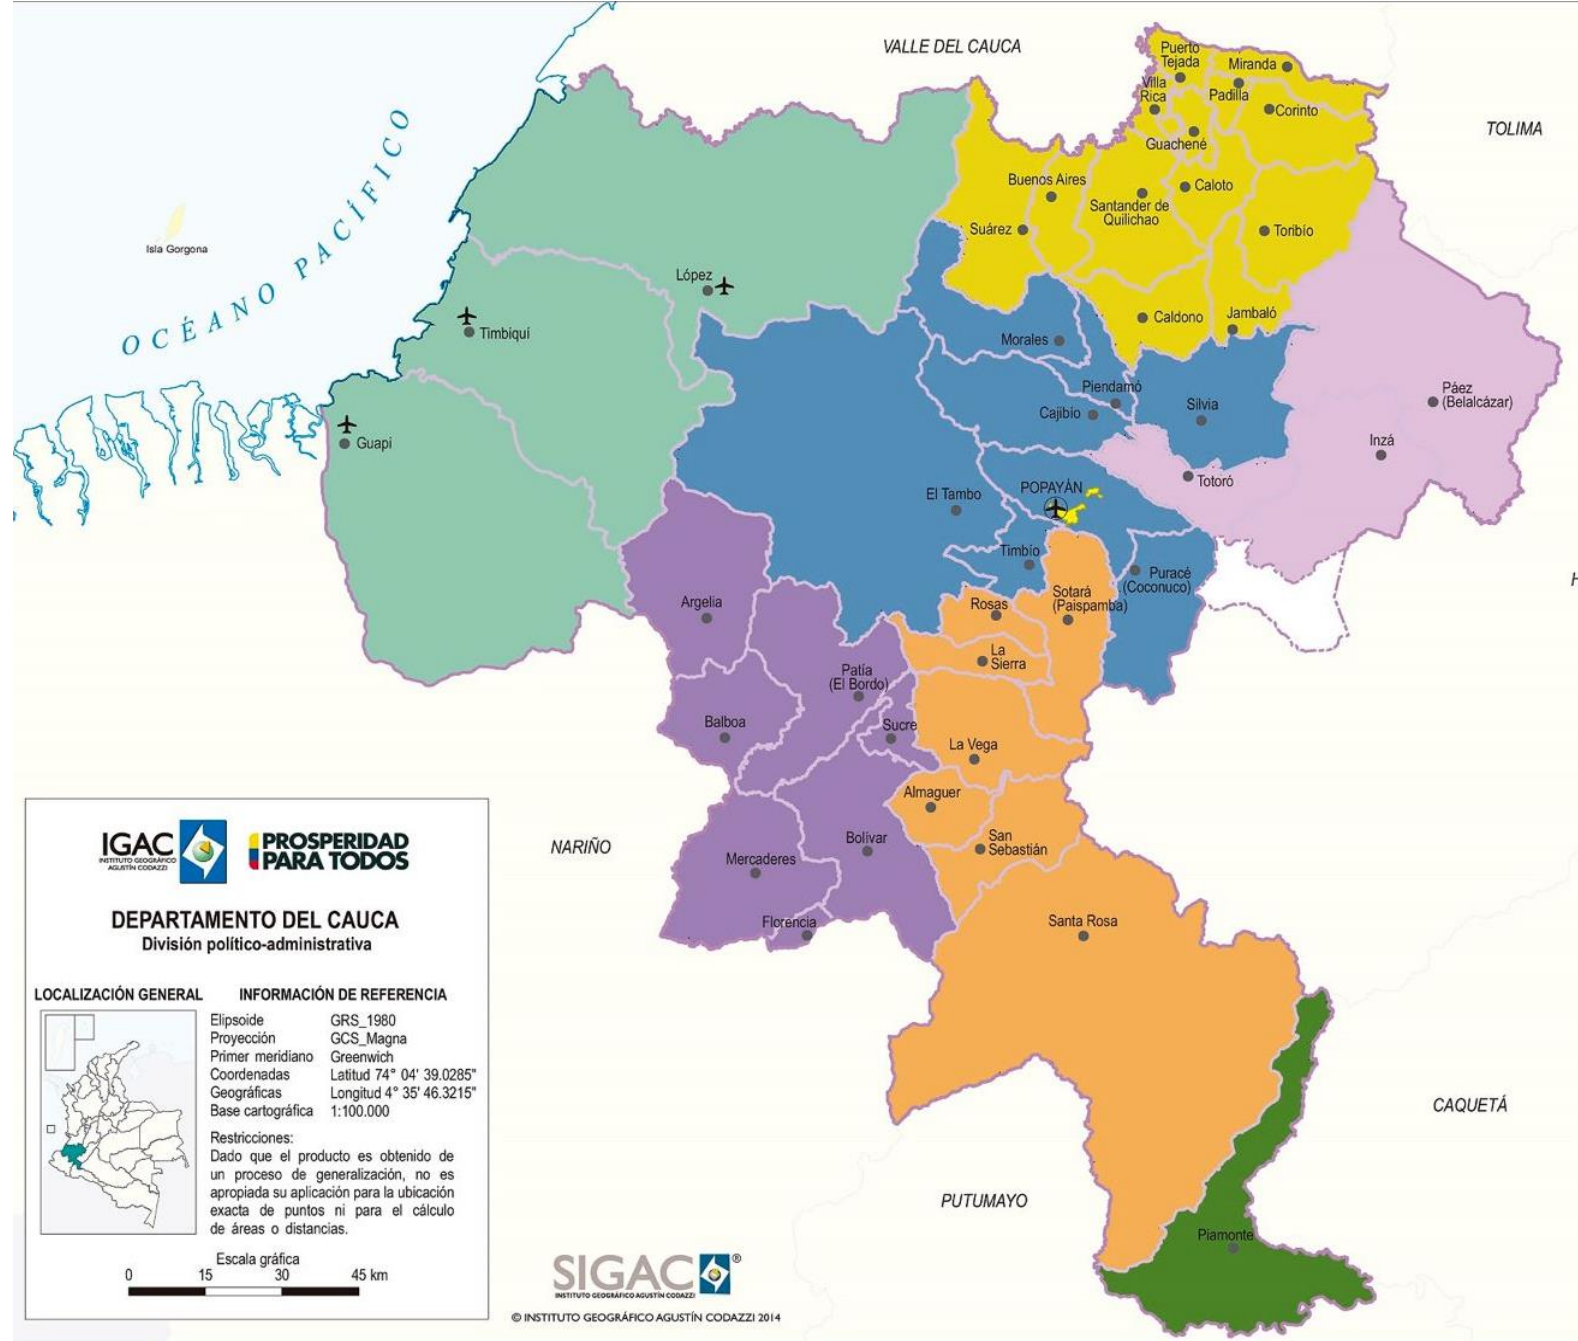 VALLE DEL CAUCA
TOLIMA
Puerto
Tejada
Miranda
Villa
Rica
Padilla
Corinto
Guachené
OCÉANO PACÍFICO
Isla Gorgona
Buenos Aires
Santander de
Quilichao
Caloto
Suárez
Toribío
López
Timbiquí
Caldono
Jambaló
Morales
Guapi
Piendamó
Cajibío
Silvia
Páez
(Belalcázar)
Inzá
Totoró
El Tambo
POPAYÁN
Timbío
Puracé
(Coconuco)
H
Argelia
Rosas
Sotará
(Paispamba)
La
Sierra
Patía
(El Bordo)
Balboa
Sucre
La Vega
Almaguer
NARIÑO
Bolívar
San
Sebastián
Mercaderes
Florencia
Santa Rosa
CAQUETÁ
PUTUMAYO
Piamonte
IGAC
INSTITUTO GEOGRÁFICO
AGUSTÍN CODAZZI
PROSPERIDAD
PARA TODOS
DEPARTAMENTO DEL CAUCA
División político-administrativa
LOCALIZACIÓN GENERAL
INFORMACIÓN DE REFERENCIA
Elipsoide GRS_1980
Proyección GCS_Magna
Primer meridiano Greenwich
Coordenadas Latitud 74° 04' 39.0285"
Geográficas Longitud 4° 35' 46.3215"
Base cartográfica 1:100.000
Restricciones:
Dado que el producto es obtenido de
un proceso de generalización, no es
apropiada su aplicación para la ubicación
exacta de puntos ni para el cálculo
de áreas o distancias.
Escala gráfica
0 15 30 45 km
SIGAC ®
INSTITUTO GEOGRÁFICO AGUSTÍN CODAZZI
© INSTITUTO GEOGRÁFICO AGUSTÍN CODAZZI 2014